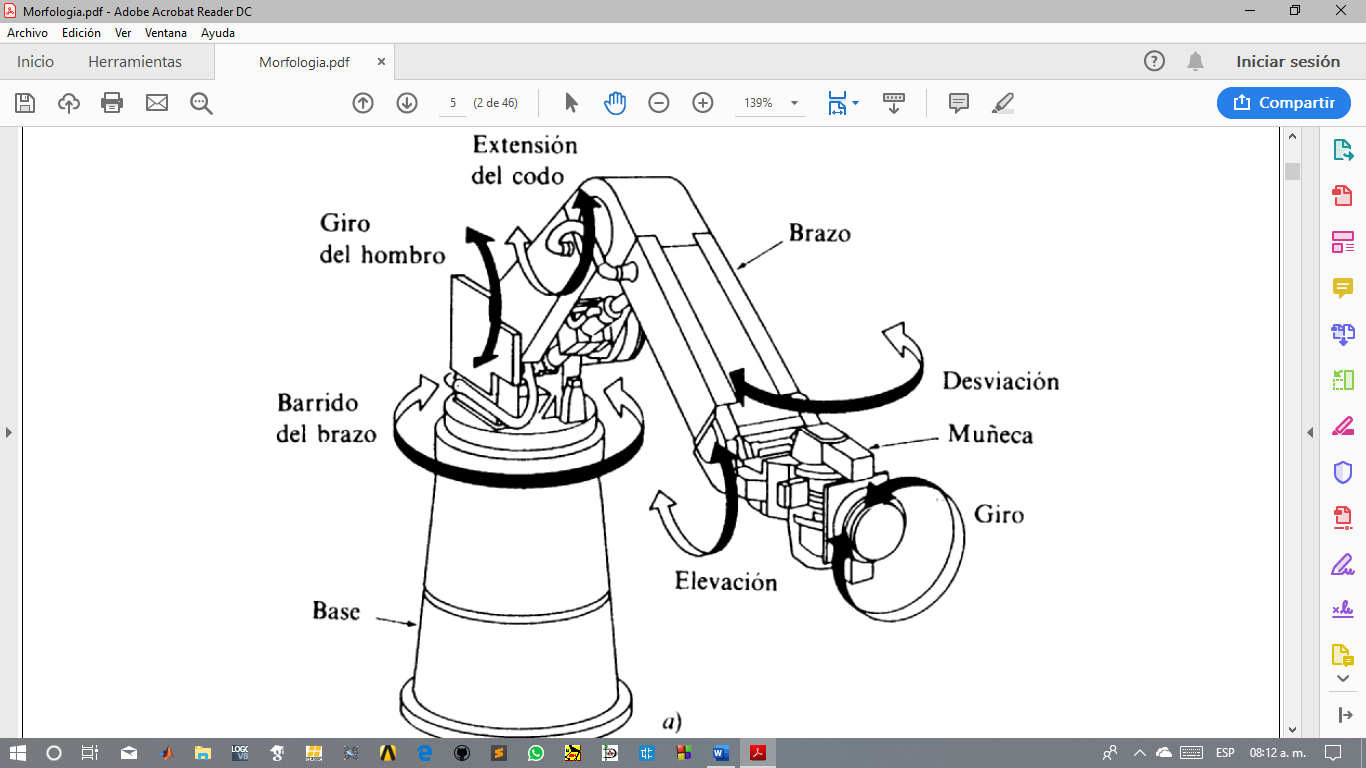 Morfologia.pdf - Adobe Acrobat Reader DC
Archivo Edición Ver Ventana Ayuda
Inicio Herramientas Morfologia.pdf × Iniciar sesión
5 (2 de 46) 139% Compartir
Extensión
del codo
Giro
del hombro
Brazo
Desviación
Barrido
del brazo
Muñeca
Giro
Elevación
Base
a)
ESP 08:12 a. m.